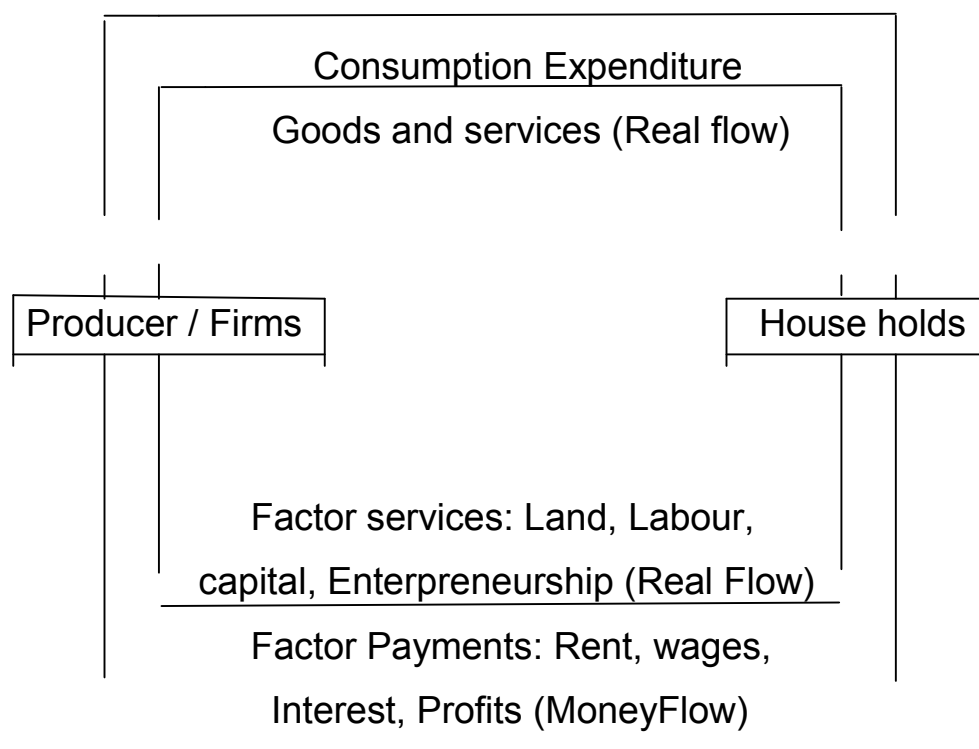 Consumption Expenditure
Goods and services (Real flow)
Producer / Firms
House holds
Factor services: Land, Labour,
capital, Enterpreneurship (Real Flow)
Factor Payments: Rent, wages,
Interest, Profits (MoneyFlow)